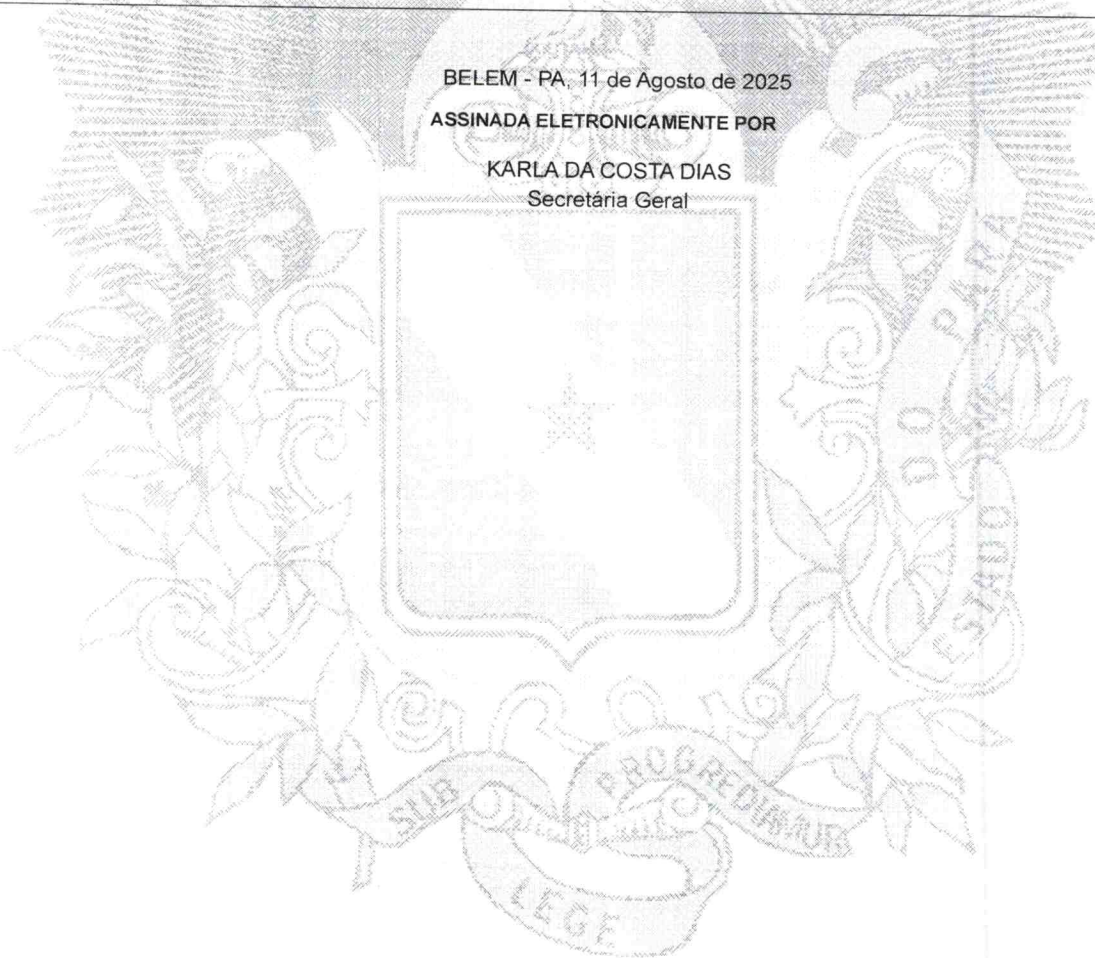 BELEM - PA, 11 de Agosto de 2025
ASSINADA ELETRONICAMENTE POR
KARLA DA COSTA DIAS
Secretária Geral
ESTADO DO PARÁ
SUB LEGE PROGREDIAMUR